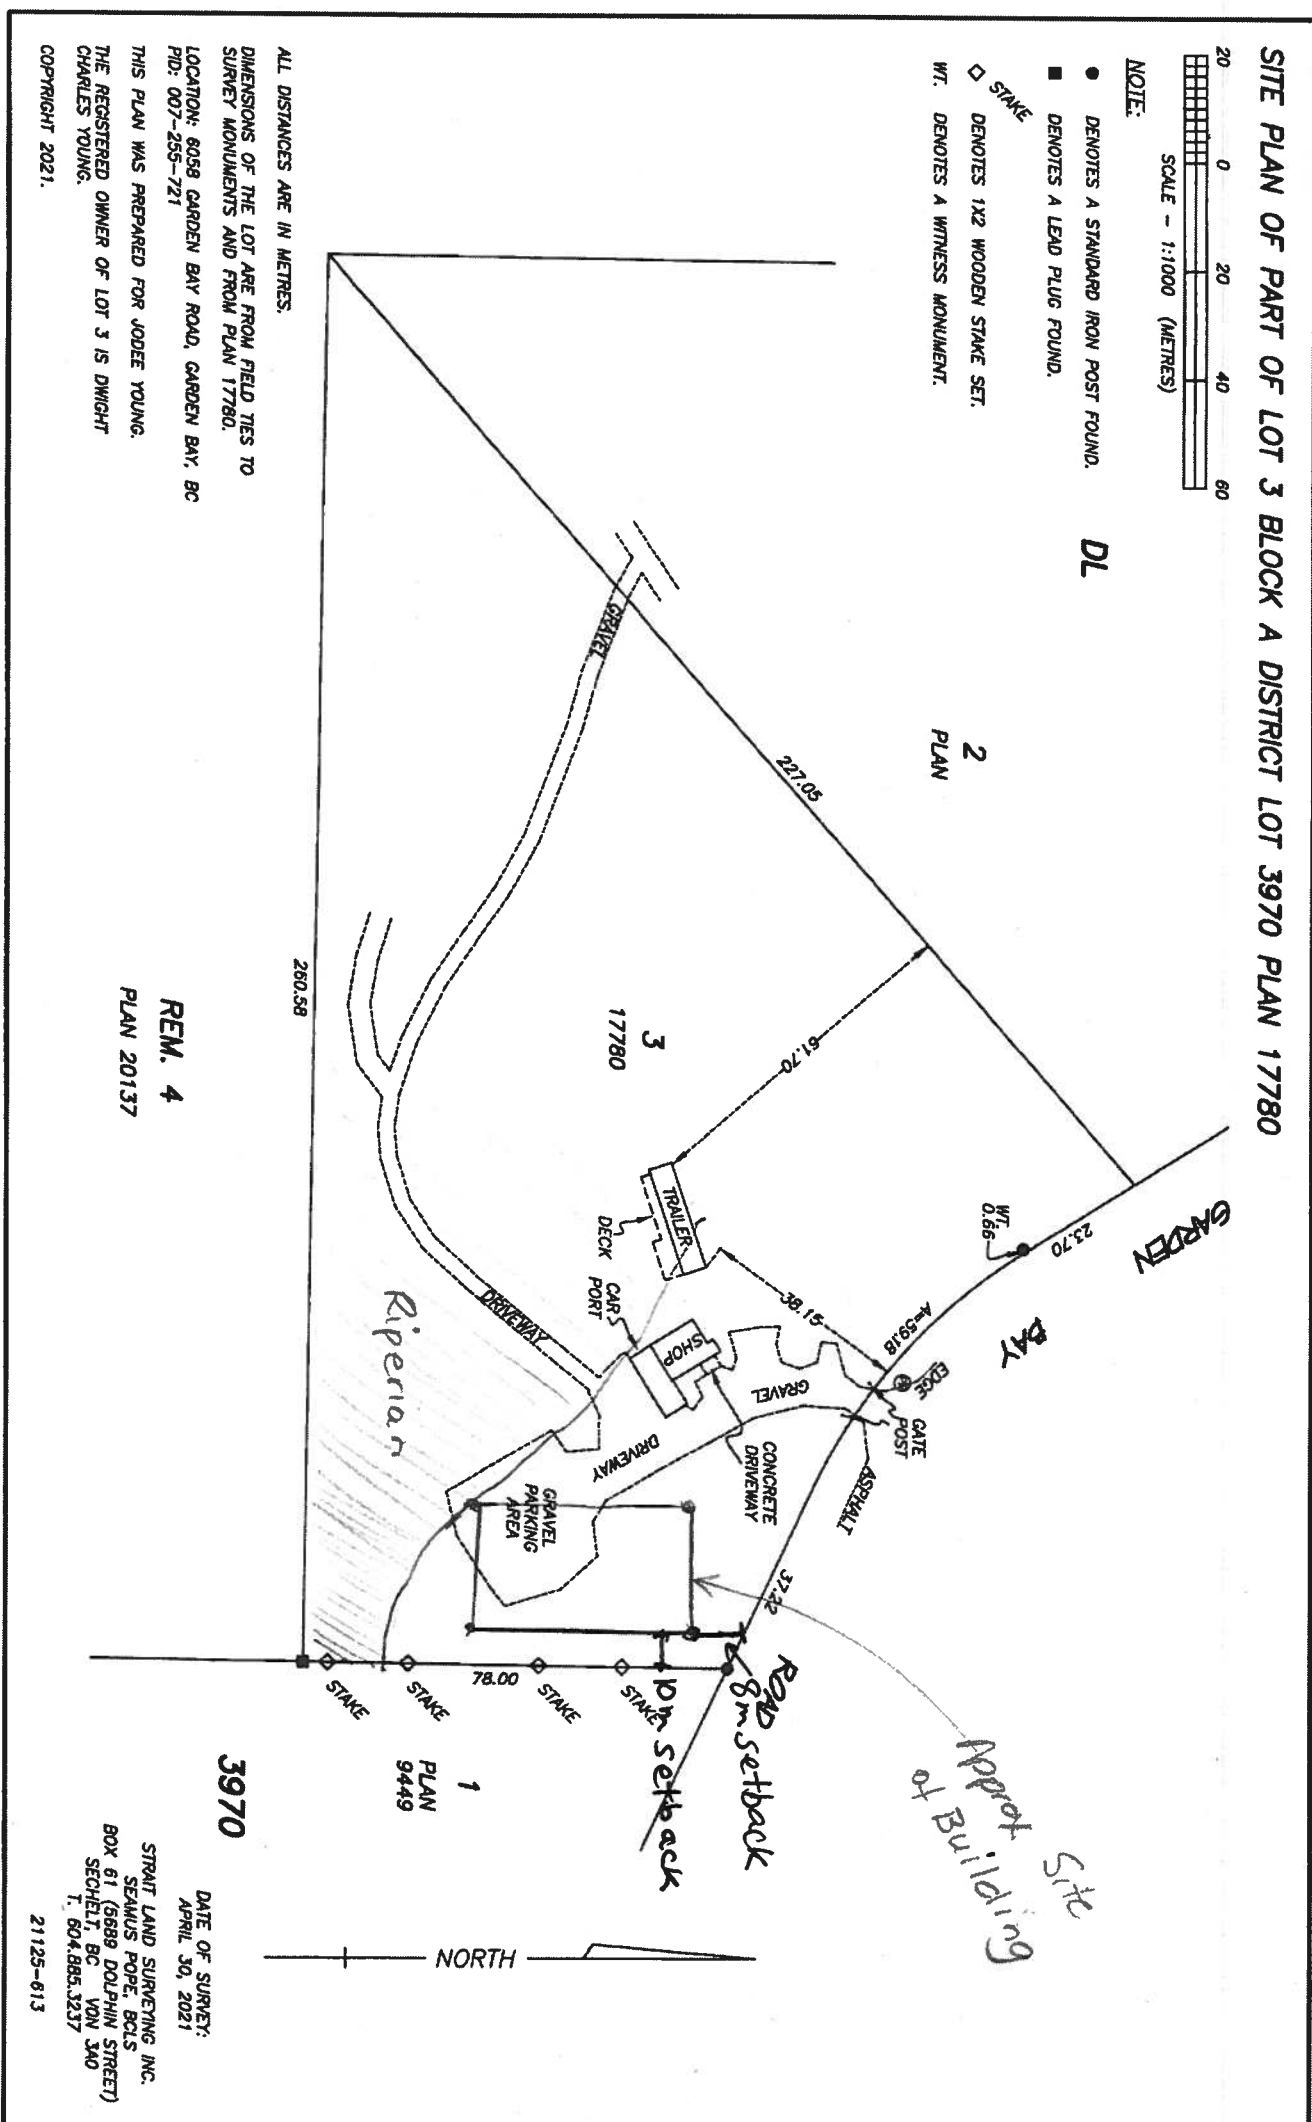 SITE PLAN OF PART OF LOT 3 BLOCK A DISTRICT LOT 3970 PLAN 17780
20 0 20 40 60
SCALE - 1:1000 (METRES)
NOTE:
DENOTES A STANDARD IRON POST FOUND.
DENOTES A LEAD PLUG FOUND.
STAKE
DENOTES 1X2 WOODEN STAKE SET.
WT. DENOTES A WITNESS MONUMENT.
DL
2
PLAN
227.05
GARDEN
BAY
ROAD
23.70
WT.
0.66
A=59.18
EDGE
GATE
POST
ASPHALT
61.70
38.15
37.22
3
17780
TRAILER
DECK
CAR
PORT
SHOP
GRAVEL
DRIVEWAY
CONCRETE
DRIVEWAY
GRAVEL
DRIVEWAY
GRAVEL
PARKING
AREA
Riperian
8m setback
10m setback
Approx Site
of Building
78.00
STAKE
STAKE
STAKE
STAKE
260.58
REM. 4
PLAN 20137
1
PLAN
9449
3970
NORTH
ALL DISTANCES ARE IN METRES.
DIMENSIONS OF THE LOT ARE FROM FIELD TIES TO
SURVEY MONUMENTS AND FROM PLAN 17780.
LOCATION: 6058 GARDEN BAY ROAD, GARDEN BAY, BC
PID: 007-255-721
THIS PLAN WAS PREPARED FOR JODEE YOUNG.
THE REGISTERED OWNER OF LOT 3 IS DWIGHT
CHARLES YOUNG.
COPYRIGHT 2021.
DATE OF SURVEY:
APRIL 30, 2021
STRAIT LAND SURVEYING INC.
SEAMUS POPE, BCLS
BOX 61 (5689 DOLPHIN STREET)
SECHELT, BC V0N 3A0
T. 604.885.3237
21125-613